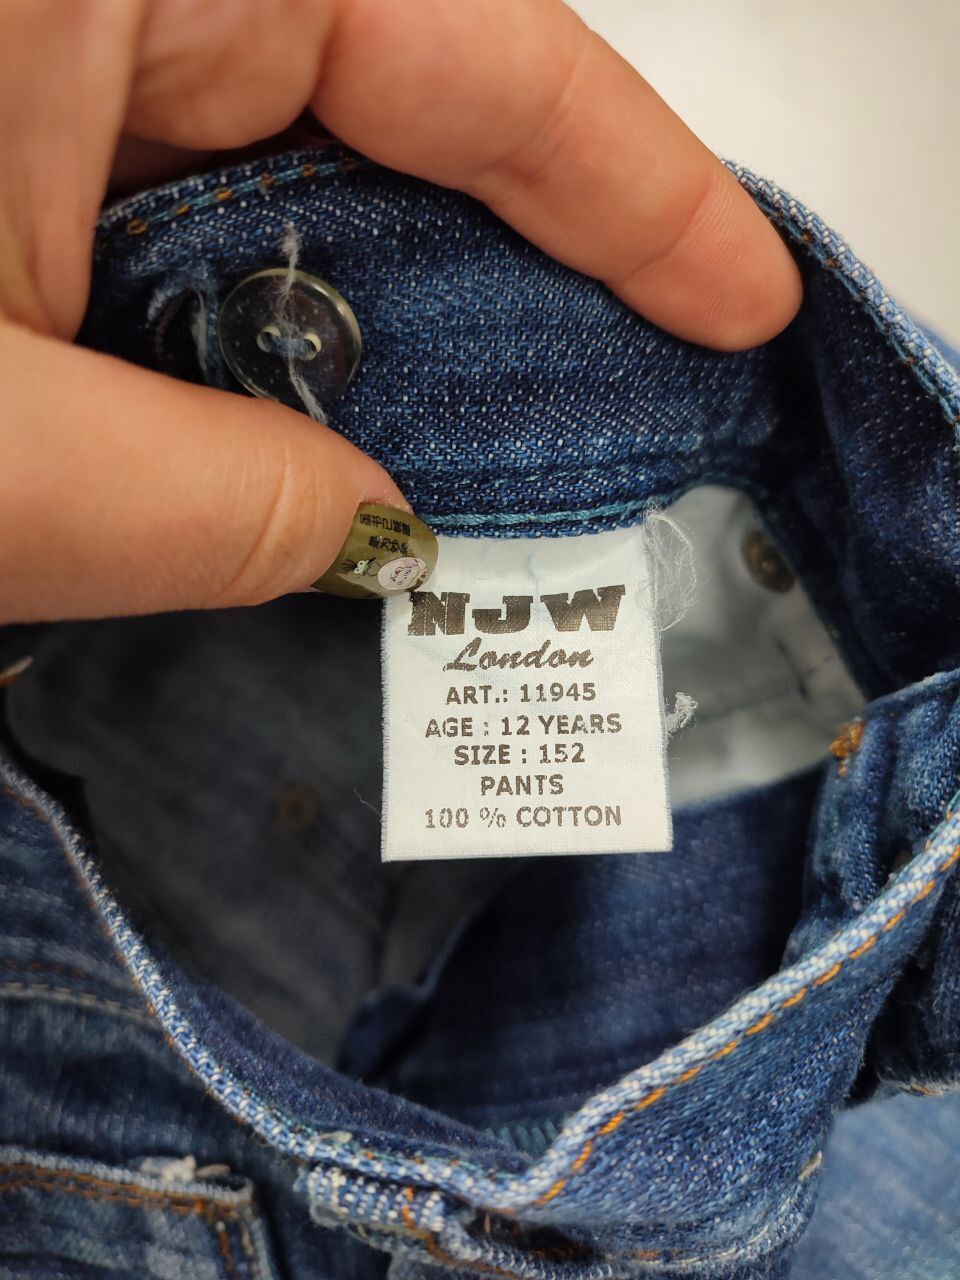 NJW
London
ART.: 11945
AGE : 12 YEARS
SIZE : 152
PANTS
100 % COTTON